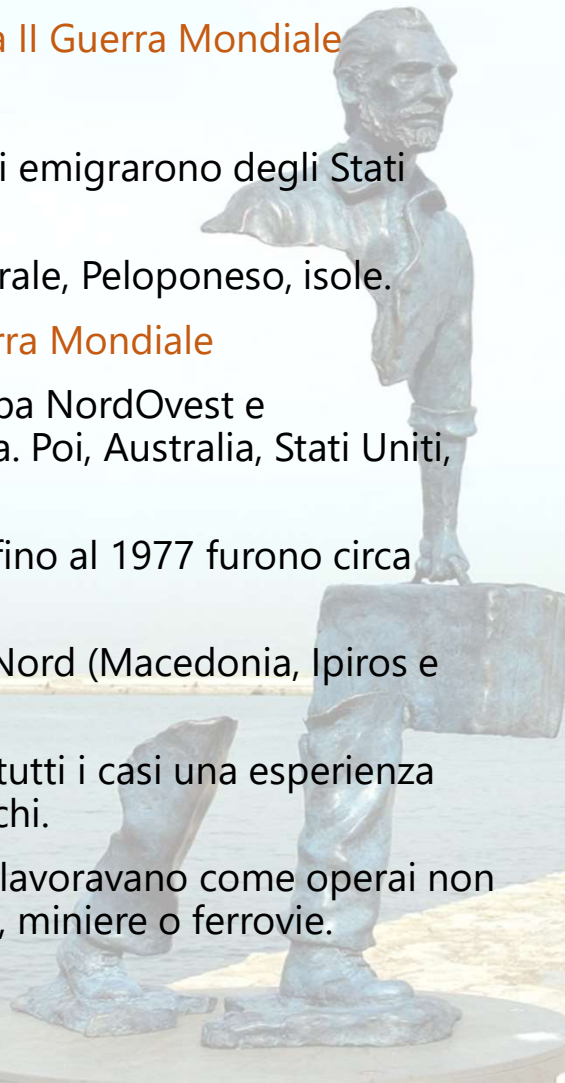 II Guerra Mondiale
i emigrarono degli Stati
rale, Peloponeso, isole.
rra Mondiale
pa NordOvest e
a. Poi, Australia, Stati Uniti,
fino al 1977 furono circa
Nord (Macedonia, Ipiros e
tutti i casi una esperienza
chi.
lavoravano come operai non
, miniere o ferrovie.